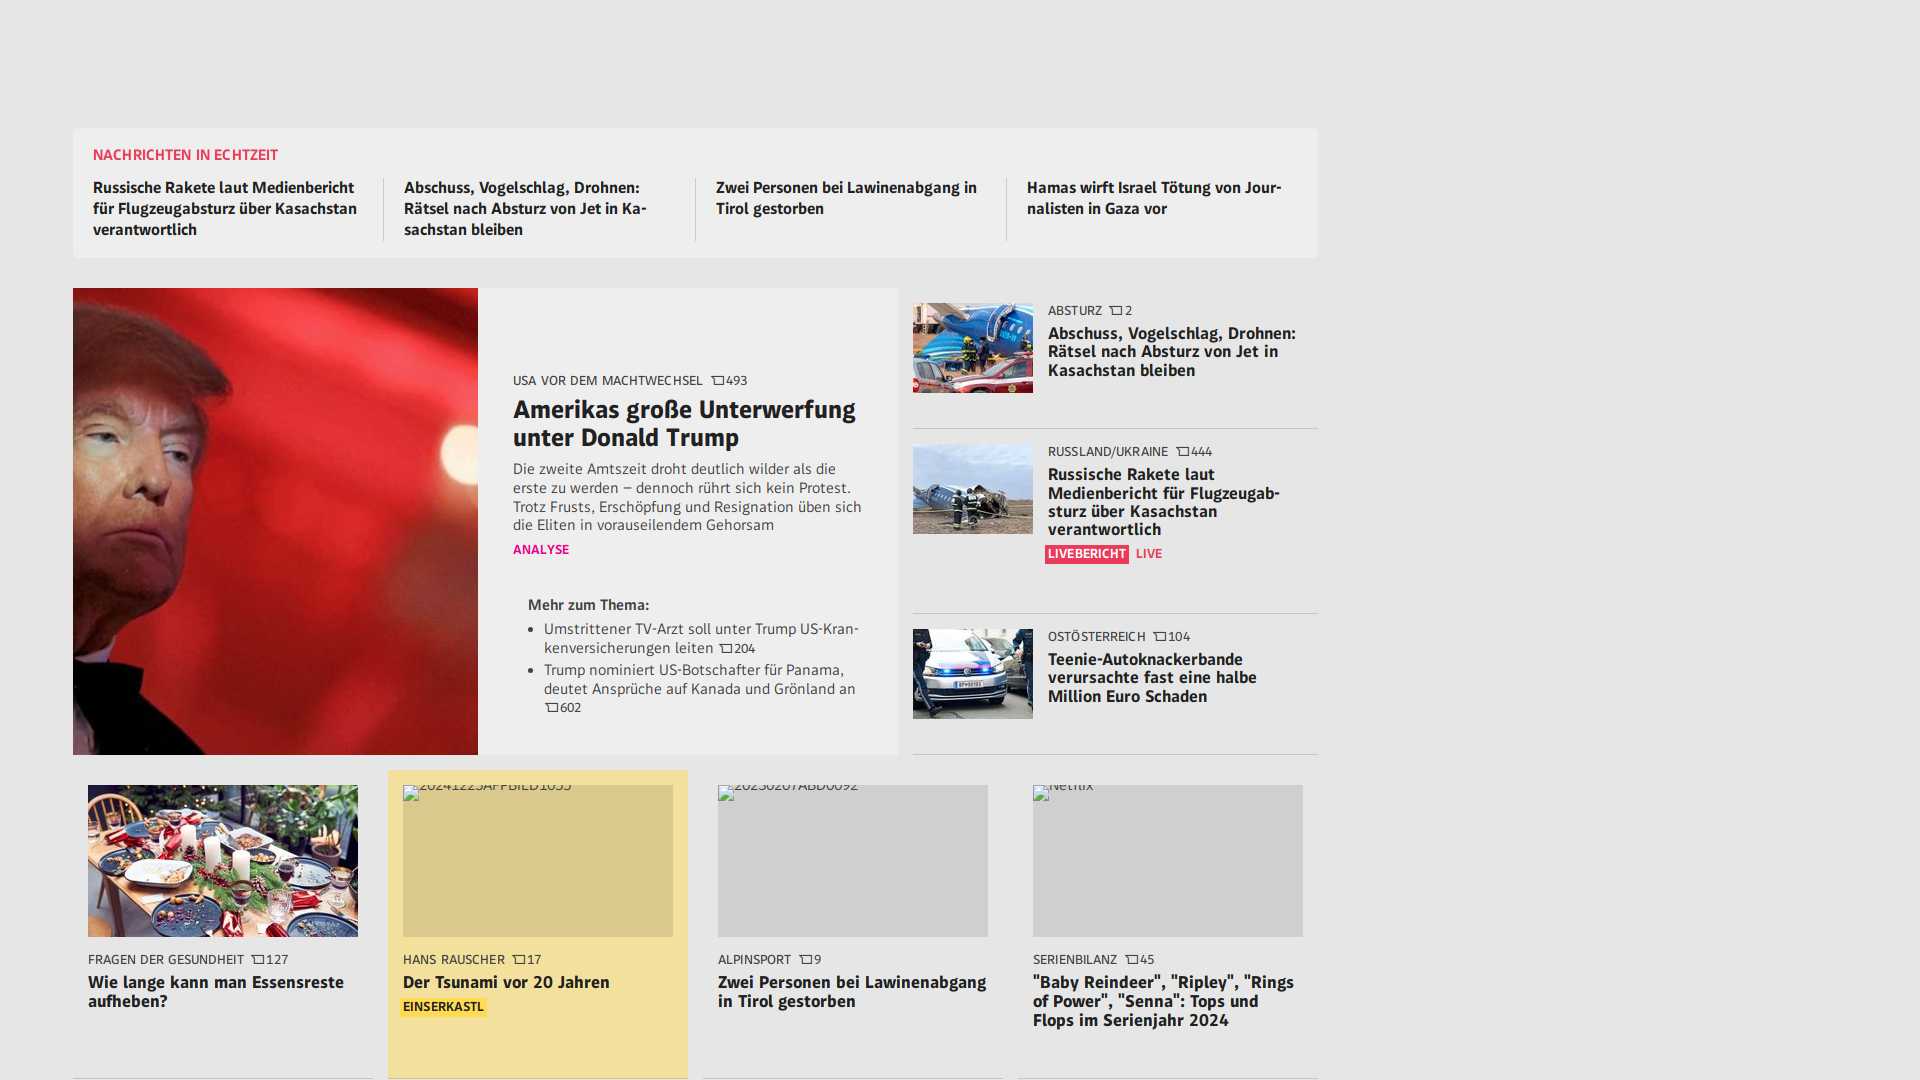 NACHRICHTEN IN ECHTZEIT
Russische Rakete laut Medienbericht
für Flugzeugabsturz über Kasachstan
verantwortlich
Abschuss, Vogelschlag, Drohnen:
Rätsel nach Absturz von Jet in Ka-
sachstan bleiben
Zwei Personen bei Lawinenabgang in
Tirol gestorben
Hamas wirft Israel Tötung von Jour-
nalisten in Gaza vor
USA VOR DEM MACHTWECHSEL 493
Amerikas große Unterwerfung
unter Donald Trump
Die zweite Amtszeit droht deutlich wilder als die
erste zu werden – dennoch rührt sich kein Protest.
Trotz Frusts, Erschöpfung und Resignation üben sich
die Eliten in vorauseilendem Gehorsam
ANALYSE
Mehr zum Thema:
• Umstrittener TV-Arzt soll unter Trump US-Kran-
kenversicherungen leiten 204
• Trump nominiert US-Botschafter für Panama,
deutet Ansprüche auf Kanada und Grönland an
602
ABSTURZ 2
Abschuss, Vogelschlag, Drohnen:
Rätsel nach Absturz von Jet in
Kasachstan bleiben
RUSSLAND/UKRAINE 444
Russische Rakete laut
Medienbericht für Flugzeugab-
sturz über Kasachstan
verantwortlich
LIVEBERICHT LIVE
OSTÖSTERREICH 104
Teenie-Autoknackerbande
verursachte fast eine halbe
Million Euro Schaden
FRAGEN DER GESUNDHEIT 127
Wie lange kann man Essensreste
aufheben?
HANS RAUSCHER 17
Der Tsunami vor 20 Jahren
EINSERKASTL
ALPINSPORT 9
Zwei Personen bei Lawinenabgang
in Tirol gestorben
Netflix
SERIENBILANZ 45
"Baby Reindeer", "Ripley", "Rings
of Power", "Senna": Tops und
Flops im Serienjahr 2024